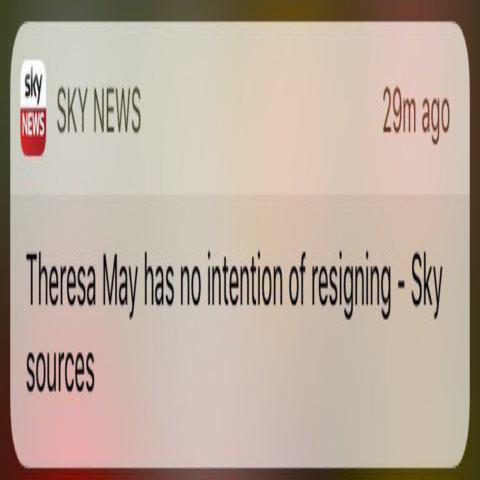 sky
NEWS
SKY NEWS
29m ago
Theresa May has no intention of resigning - Sky
sources